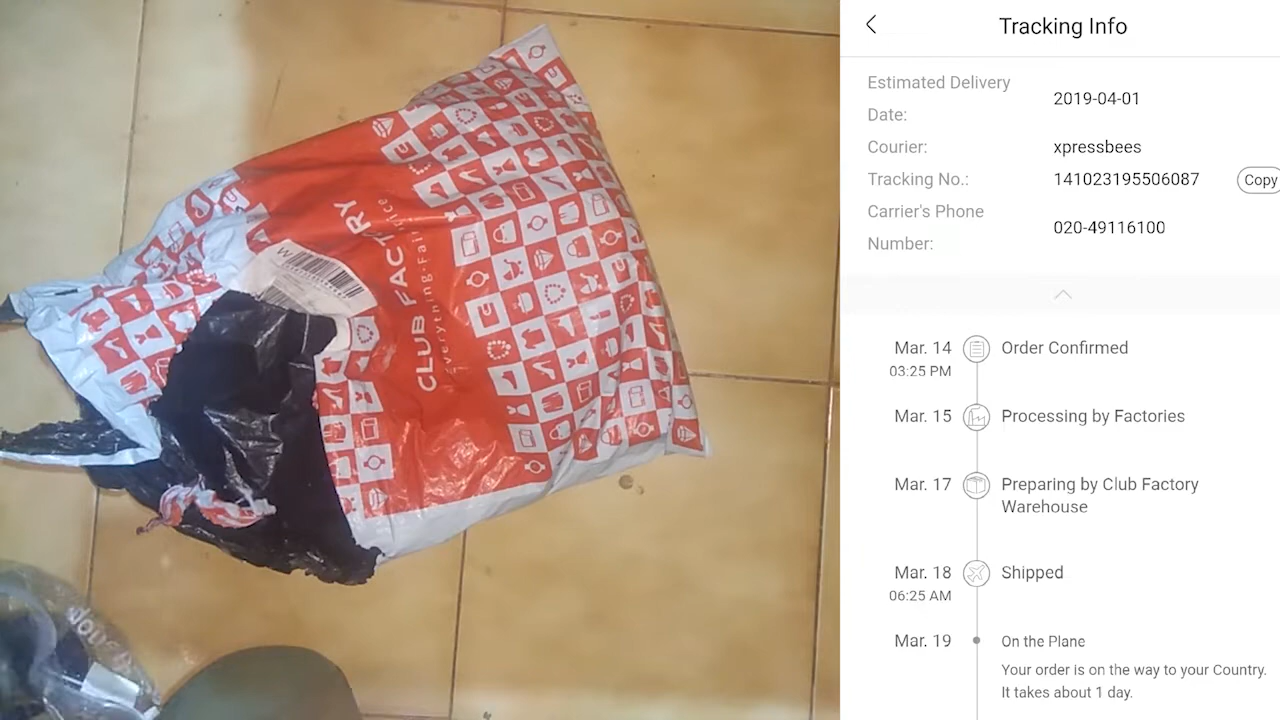 CLUB FACTORY
Tracking Info
Estimated Delivery
Date:
2019-04-01
Courier:
xpressbees
Tracking No.:
141023195506087
Copy
Carrier's Phone
Number:
020-49116100
Mar. 14
Order Confirmed
03:25 PM
Mar. 15
Processing by Factories
Mar. 17
Preparing by Club Factory
Warehouse
Mar. 18
Shipped
06:25 AM
Mar. 19
On the Plane
Your order is on the way to your Country.
It takes about 1 day.